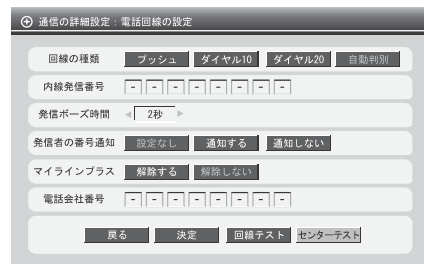 通信の詳細設定：電話回線の設定
回線の種類 プッシュ ダイヤル10 ダイヤル20 自動判別
内線発信番号 - - - - - - - -
発信ポーズ時間 2秒
発信者の番号通知 設定なし 通知する 通知しない
マイラインプラス 解除する 解除しない
電話会社番号 - - - - - - - -
戻る 決定 回線テスト センターテスト